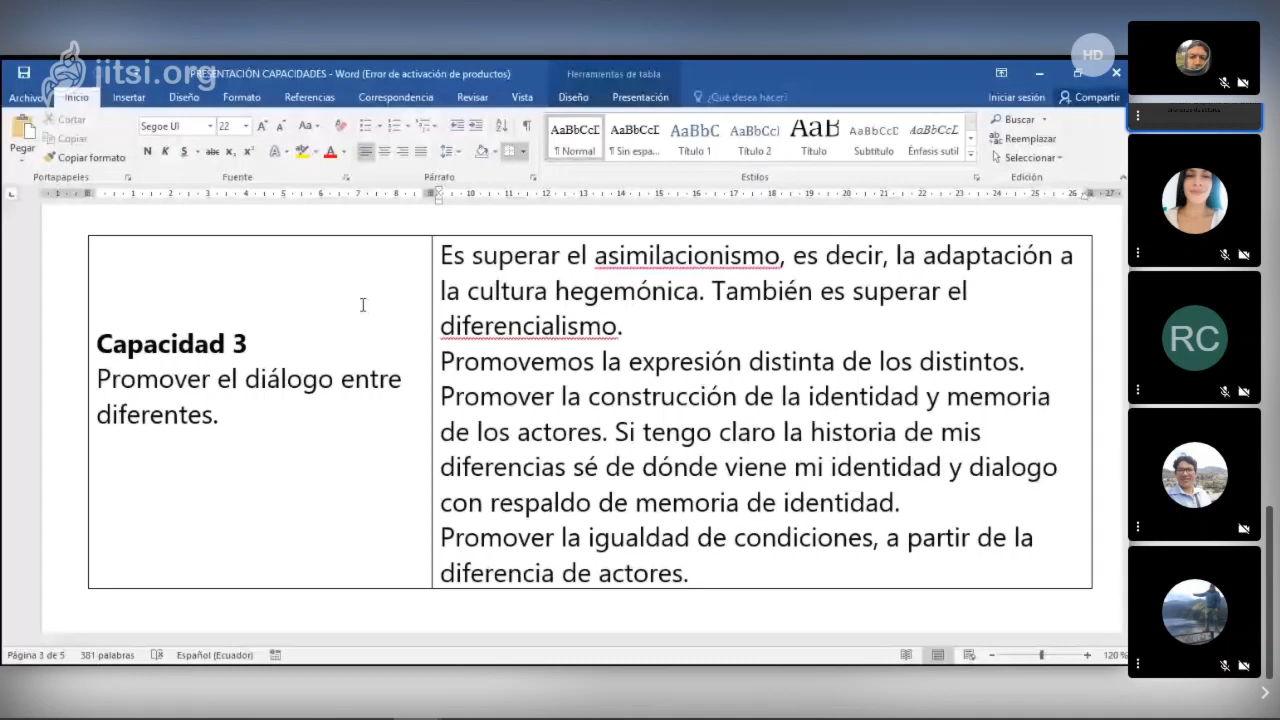 jitsi.org
HD
PRESENTACIÓN CAPACIDADES - Word (Error de activación de productos)
Herramientas de tabla
Archivo Inicio Insertar Diseño Formato Referencias Correspondencia Revisar Vista Diseño Presentación ¿Qué desea hacer? Iniciar sesión Compartir
Pegar
Cortar
Copiar
Copiar formato
Portapapeles
Segoe UI 22
N K S abc
Fuente
Párrafo
AaBbCcD AaBbCcD AaBbC AaBbCc AaB AaBbCcD AaBbCcD
¶ Normal ¶ Sin espa... Título 1 Título 2 Título Subtítulo Énfasis sutil
Estilos
Buscar
Reemplazar
Seleccionar
Edición
Capacidad 3
Promover el diálogo entre
diferentes.
Es superar el asimilacionismo, es decir, la adaptación a
la cultura hegemónica. También es superar el
diferencialismo.
Promovemos la expresión distinta de los distintos.
Promover la construcción de la identidad y memoria
de los actores. Si tengo claro la historia de mis
diferencias sé de dónde viene mi identidad y dialogo
con respaldo de memoria de identidad.
Promover la igualdad de condiciones, a partir de la
diferencia de actores.
RC
Página 3 de 5 381 palabras Español (Ecuador) 120 %